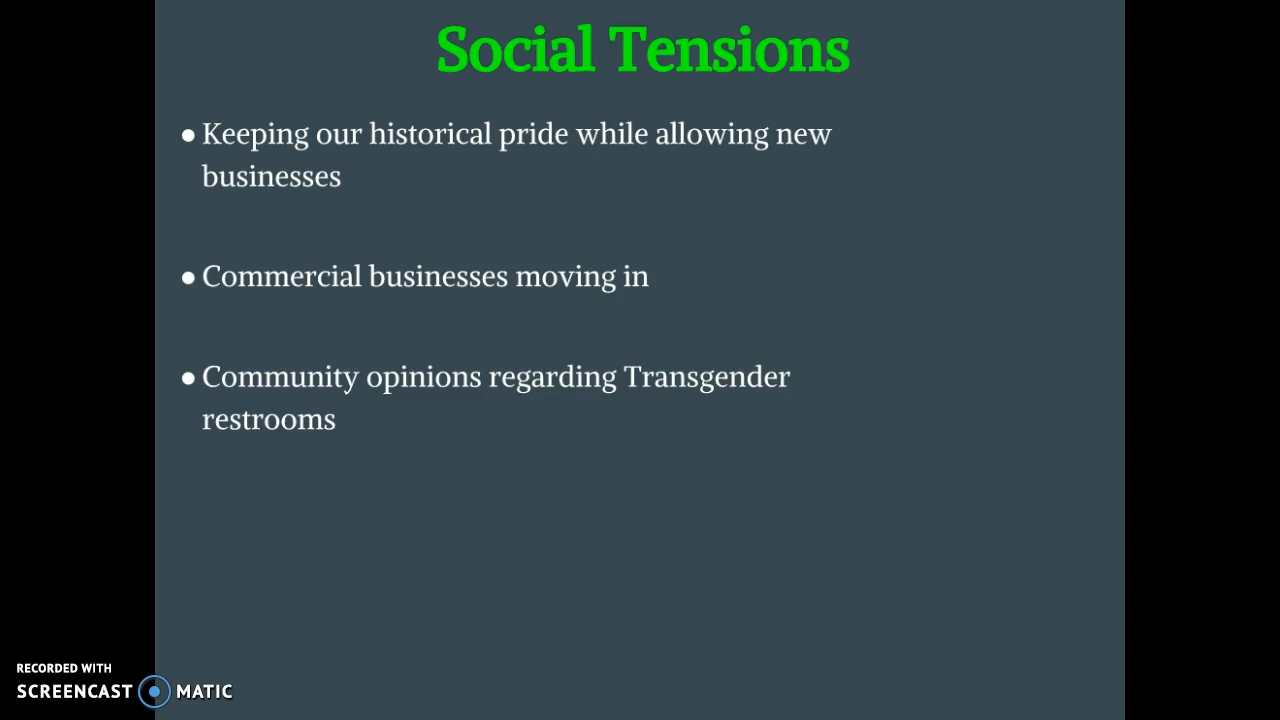 Social Tensions
● Keeping our historical pride while allowing new
businesses
● Commercial businesses moving in
● Community opinions regarding Transgender
restrooms
RECORDED WITH
SCREENCAST MATIC